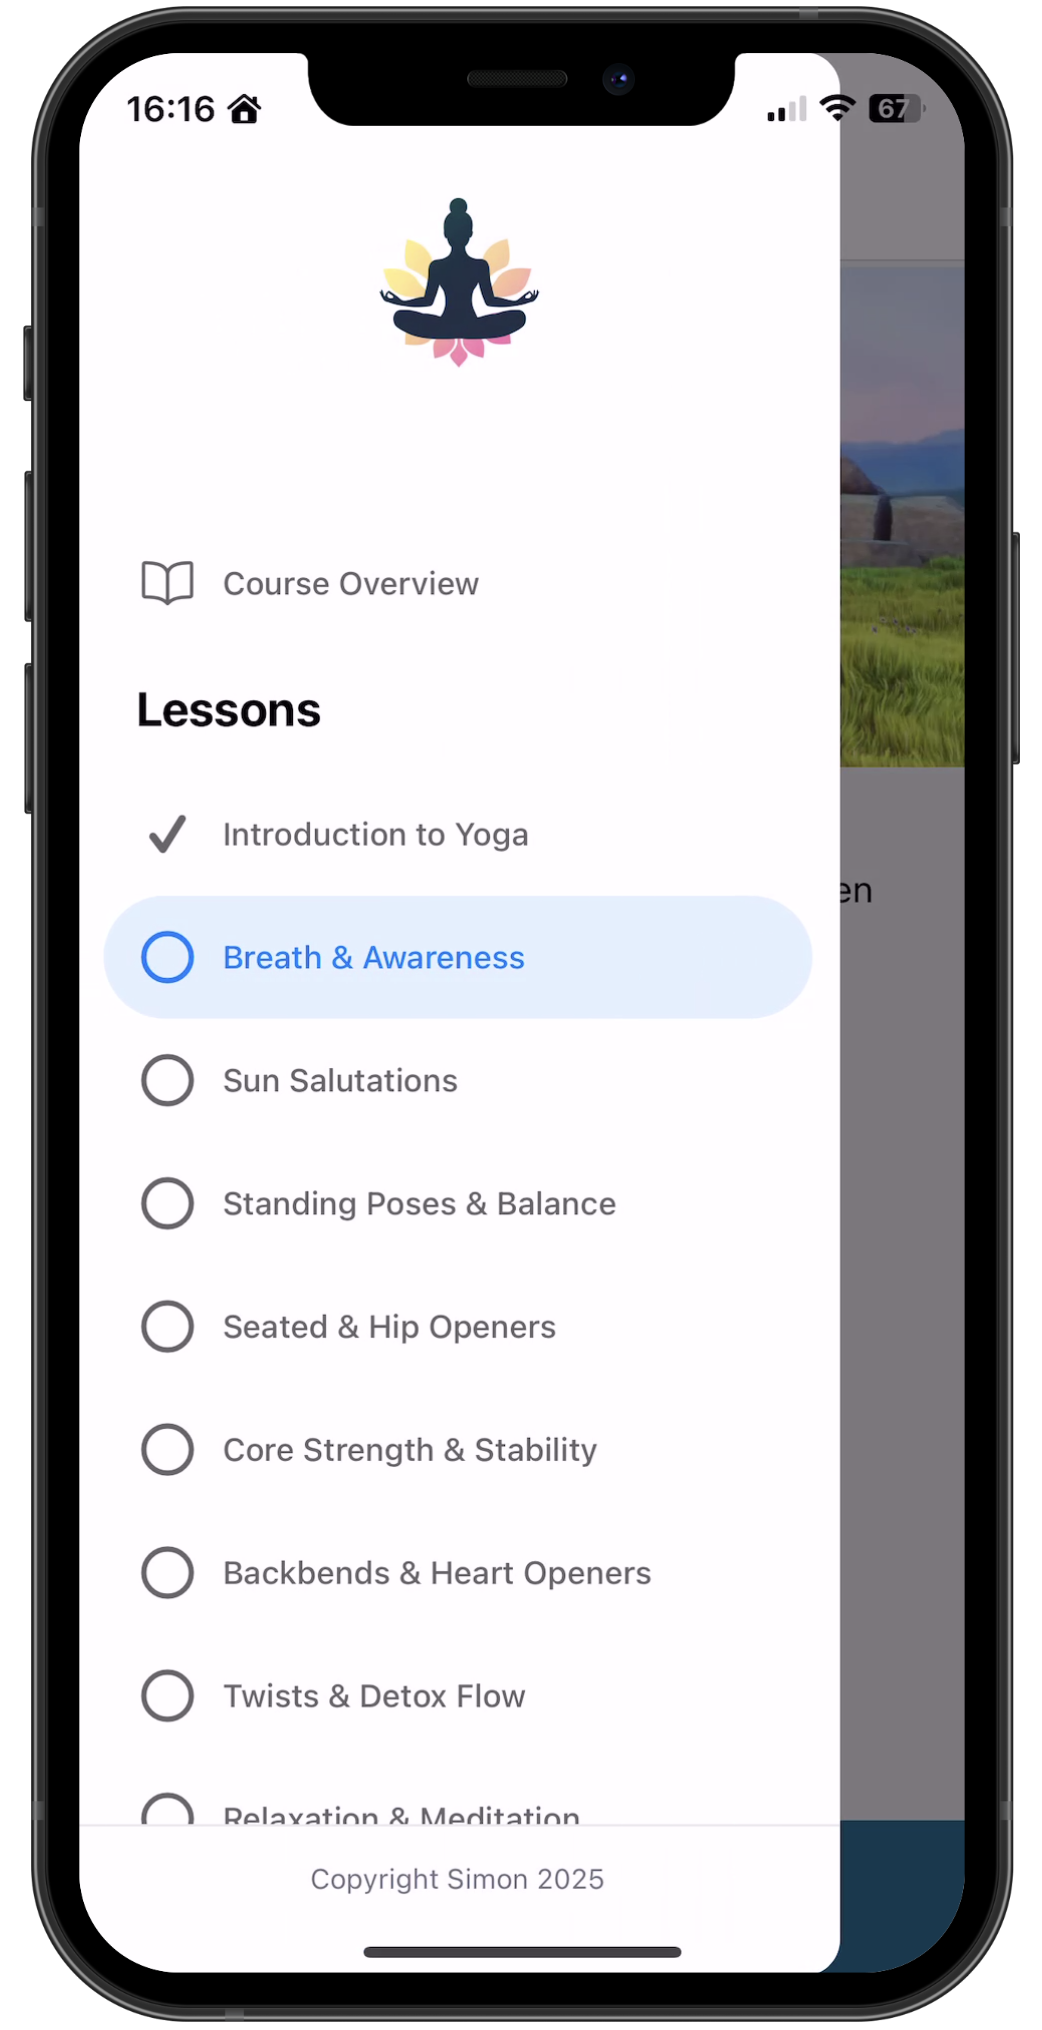 16:16
67
Course Overview
Lessons
Introduction to Yoga
en
Breath & Awareness
Sun Salutations
Standing Poses & Balance
Seated & Hip Openers
Core Strength & Stability
Backbends & Heart Openers
Twists & Detox Flow
Relaxation & Meditation
Copyright Simon 2025